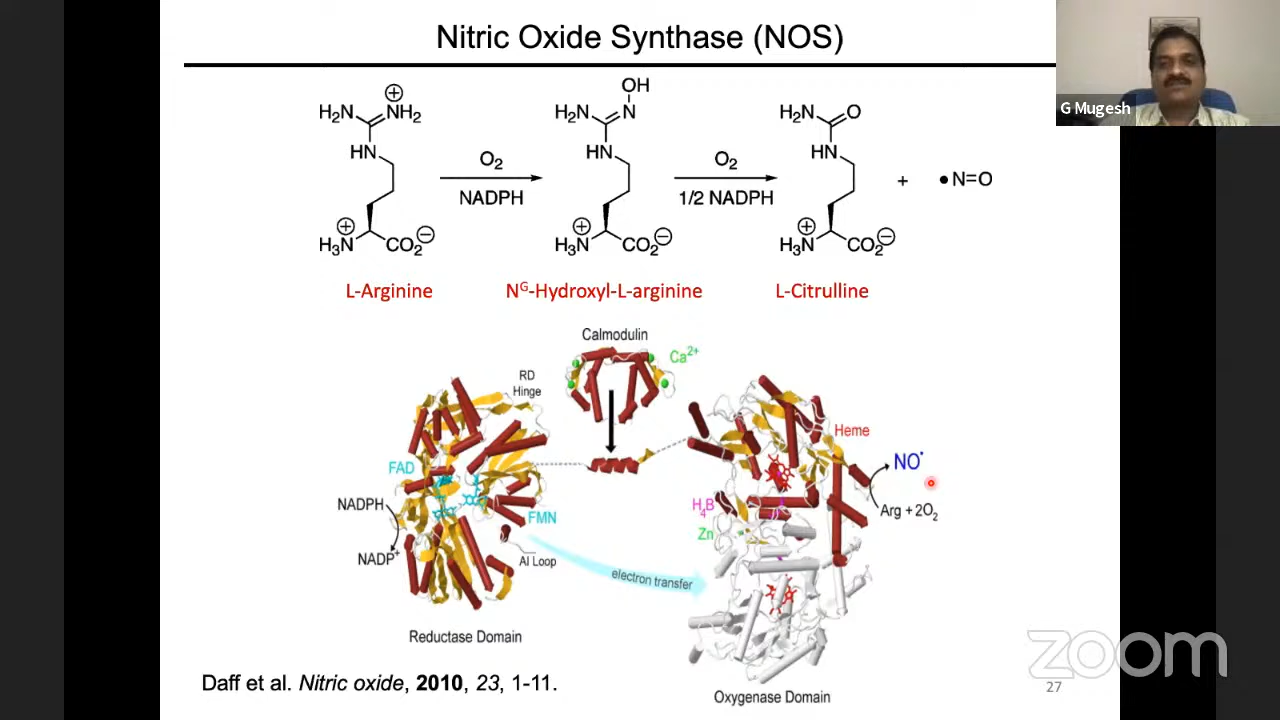 Nitric Oxide Synthase (NOS)
G Mugesh
H₂N ⊕ NH₂
HN
H₃N ⊕ CO₂ ⊖
L-Arginine
O₂
NADPH
OH
H₂N N
HN
H₃N ⊕ CO₂ ⊖
Nᴳ-Hydroxyl-L-arginine
O₂
1/2 NADPH
H₂N O
HN
H₃N ⊕ CO₂ ⊖
L-Citrulline
+ •N=O
Calmodulin
Ca²⁺
RD
Hinge
FAD
NADPH
NADP⁺
FMN
AI Loop
electron transfer
Reductase Domain
Heme
NO•
H₄B
Zn
Arg + 2O₂
Oxygenase Domain
Daff et al. Nitric oxide, 2010, 23, 1-11.
27
zoom